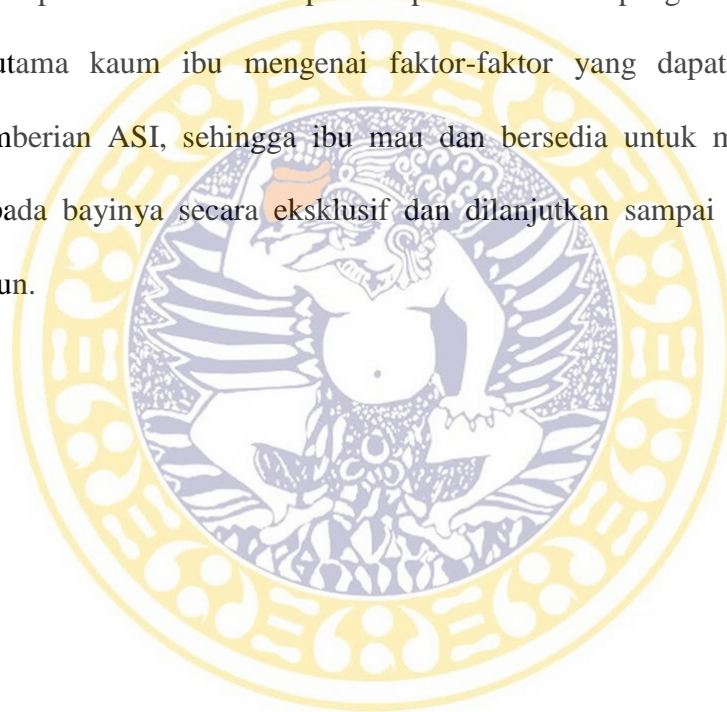 utama kaum ibu mengenai faktor-faktor yang dapat
mberian ASI, sehingga ibu mau dan bersedia untuk m
pada bayinya secara eksklusif dan dilanjutkan sampai
un.